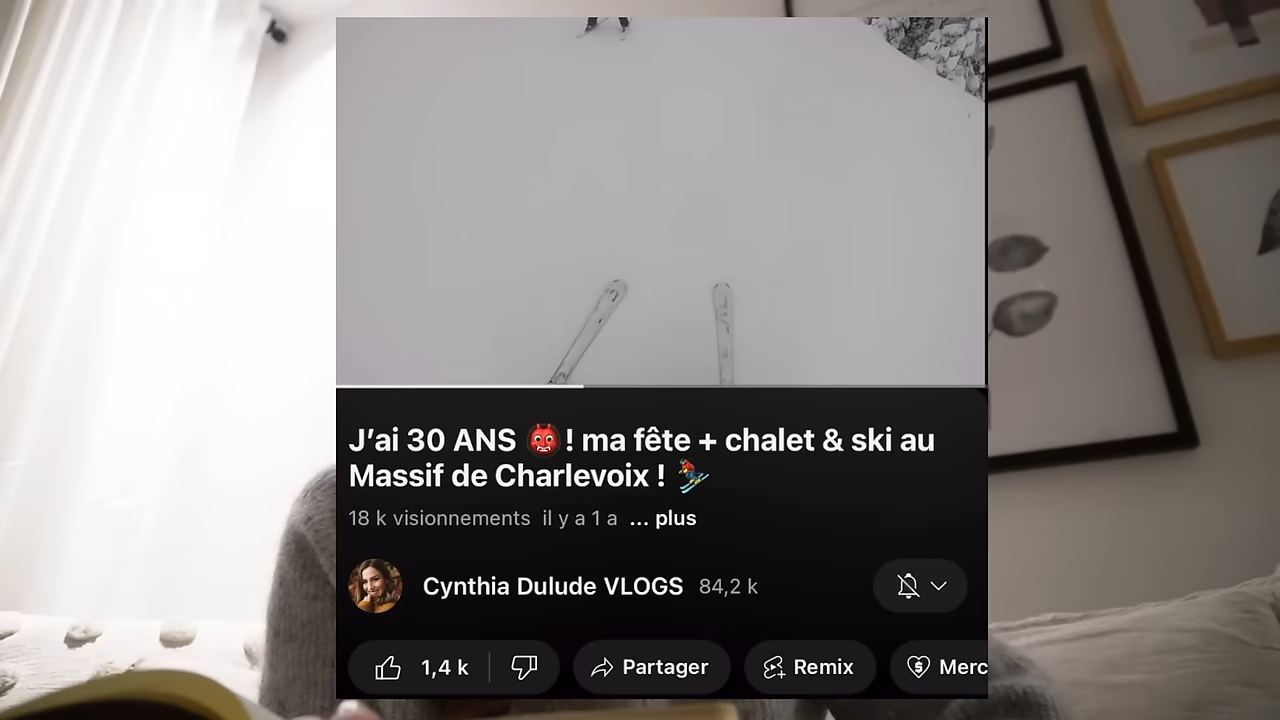 J’ai 30 ANS 👹! ma fête + chalet & ski au
Massif de Charlevoix ! ⛷️
18 k visionnements il y a 1 a ... plus
Cynthia Dulude VLOGS 84,2 k
1,4 k Partager Remix Merc